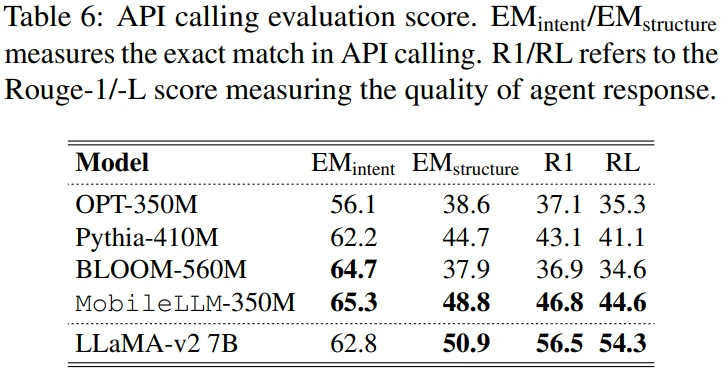 Table 6: API calling evaluation score. EMintent/EMstructure
measures the exact match in API calling. R1/RL refers to the
Rouge-1/-L score measuring the quality of agent response.
Model EMintent EMstructure R1 RL
OPT-350M 56.1 38.6 37.1 35.3
Pythia-410M 62.2 44.7 43.1 41.1
BLOOM-560M 64.7 37.9 36.9 34.6
MobileLLM-350M 65.3 48.8 46.8 44.6
LLaMA-v2 7B 62.8 50.9 56.5 54.3